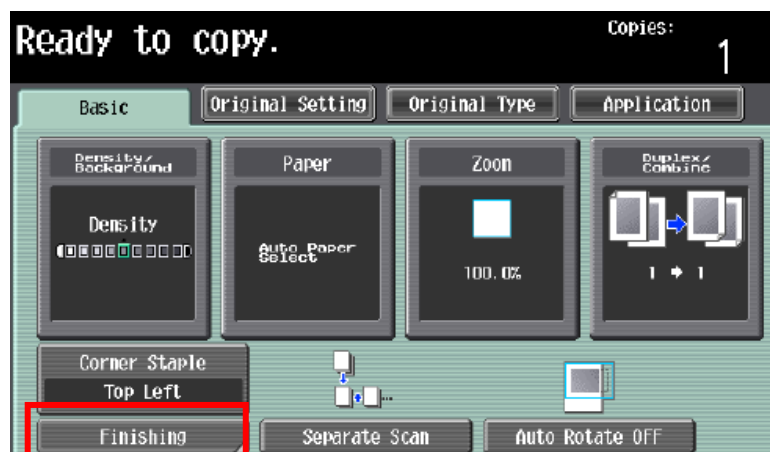 Ready to copy.
Copies:
1
Basic
Original Setting
Original Type
Application
Density/
Background
Paper
Zoom
Duplex/
Combine
Density
Auto Paper
Select
100.0%
1 → 1
Corner Staple
Top Left
...
Finishing
Separate Scan
Auto Rotate OFF